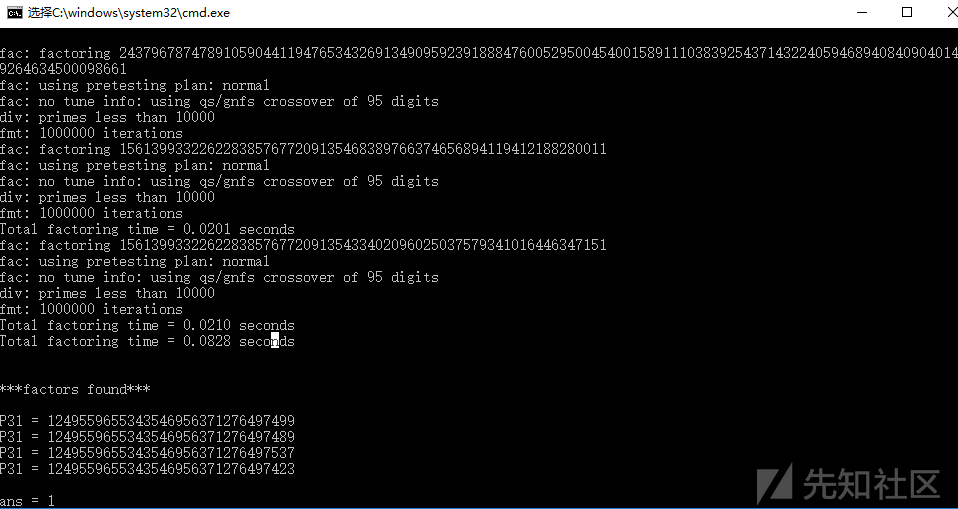 选择C:\windows\system32\cmd.exe
fac: factoring 243796787478910590441194765343269134909592391888476005295004540015891110383925437143224059468940840904014
9264634500098661
fac: using pretesting plan: normal
fac: no tune info: using qs/gnfs crossover of 95 digits
div: primes less than 10000
fmt: 1000000 iterations
fac: factoring 1561399332262283857677209135468389766374656894119412188280011
fac: using pretesting plan: normal
fac: no tune info: using qs/gnfs crossover of 95 digits
div: primes less than 10000
fmt: 1000000 iterations
Total factoring time = 0.0201 seconds
fac: factoring 1561399332262283857677209135433402096025037579341016446347151
fac: using pretesting plan: normal
fac: no tune info: using qs/gnfs crossover of 95 digits
div: primes less than 10000
fmt: 1000000 iterations
Total factoring time = 0.0210 seconds
Total factoring time = 0.0828 seconds
***factors found***
P31 = 1249559655343546956371276497499
P31 = 1249559655343546956371276497489
P31 = 1249559655343546956371276497537
P31 = 1249559655343546956371276497423
ans = 1
先知社区